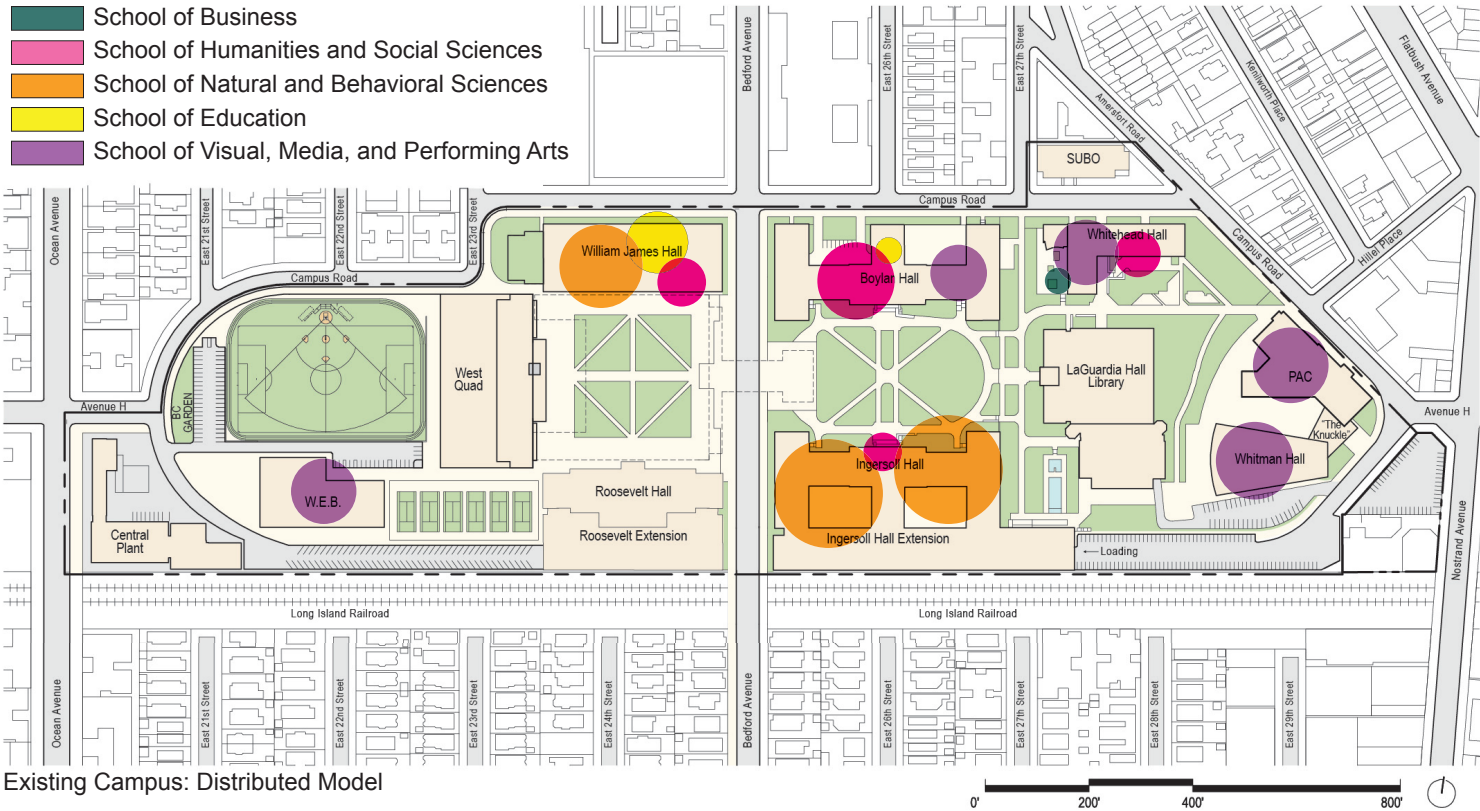 School of Business
School of Humanities and Social Sciences
School of Natural and Behavioral Sciences
School of Education
School of Visual, Media, and Performing Arts
Bedford Avenue
East 26th Street
East 27th Street
Kenilworth Place
Flatbush Avenue
Amersfort Road
SUBO
Campus Road
Ocean Avenue
East 21st Street
East 22nd Street
East 23rd Street
Campus Road
William James Hall
Boylan Hall
Whitehead Hall
Campus Road
Hillel Place
West
Quad
LaGuardia Hall
Library
PAC
Avenue H
BC
GARDEN
Avenue H
"The
Knuckle"
Ingersoll Hall
Whitman Hall
W.E.B.
Roosevelt Hall
Central
Plant
Roosevelt Extension
Ingersoll Hall Extension
Loading
Nostrand Avenue
Long Island Railroad
Long Island Railroad
Ocean Avenue
East 21st Street
East 22nd Street
East 23rd Street
East 24th Street
Bedford Avenue
East 26th Street
East 27th Street
East 28th Street
East 29th Street
Existing Campus: Distributed Model
0'
200'
400'
800'